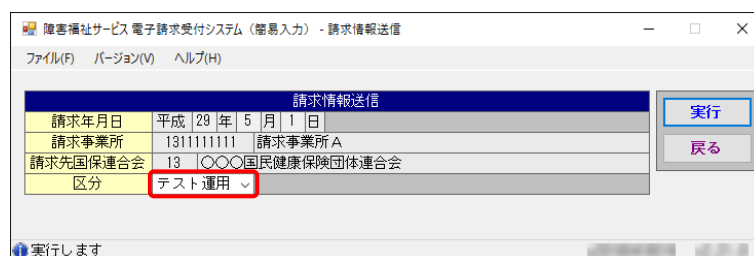 障害福祉サービス 電子請求受付システム（簡易入力） - 請求情報送信
ファイル(F) バージョン(V) ヘルプ(H)
請求情報送信
請求年月日 平成 29 年 5 月 1 日
請求事業所 1311111111 請求事業所Ａ
請求先国保連合会 13 〇〇〇国民健康保険団体連合会
区分 テスト運用
実行
戻る
実行します